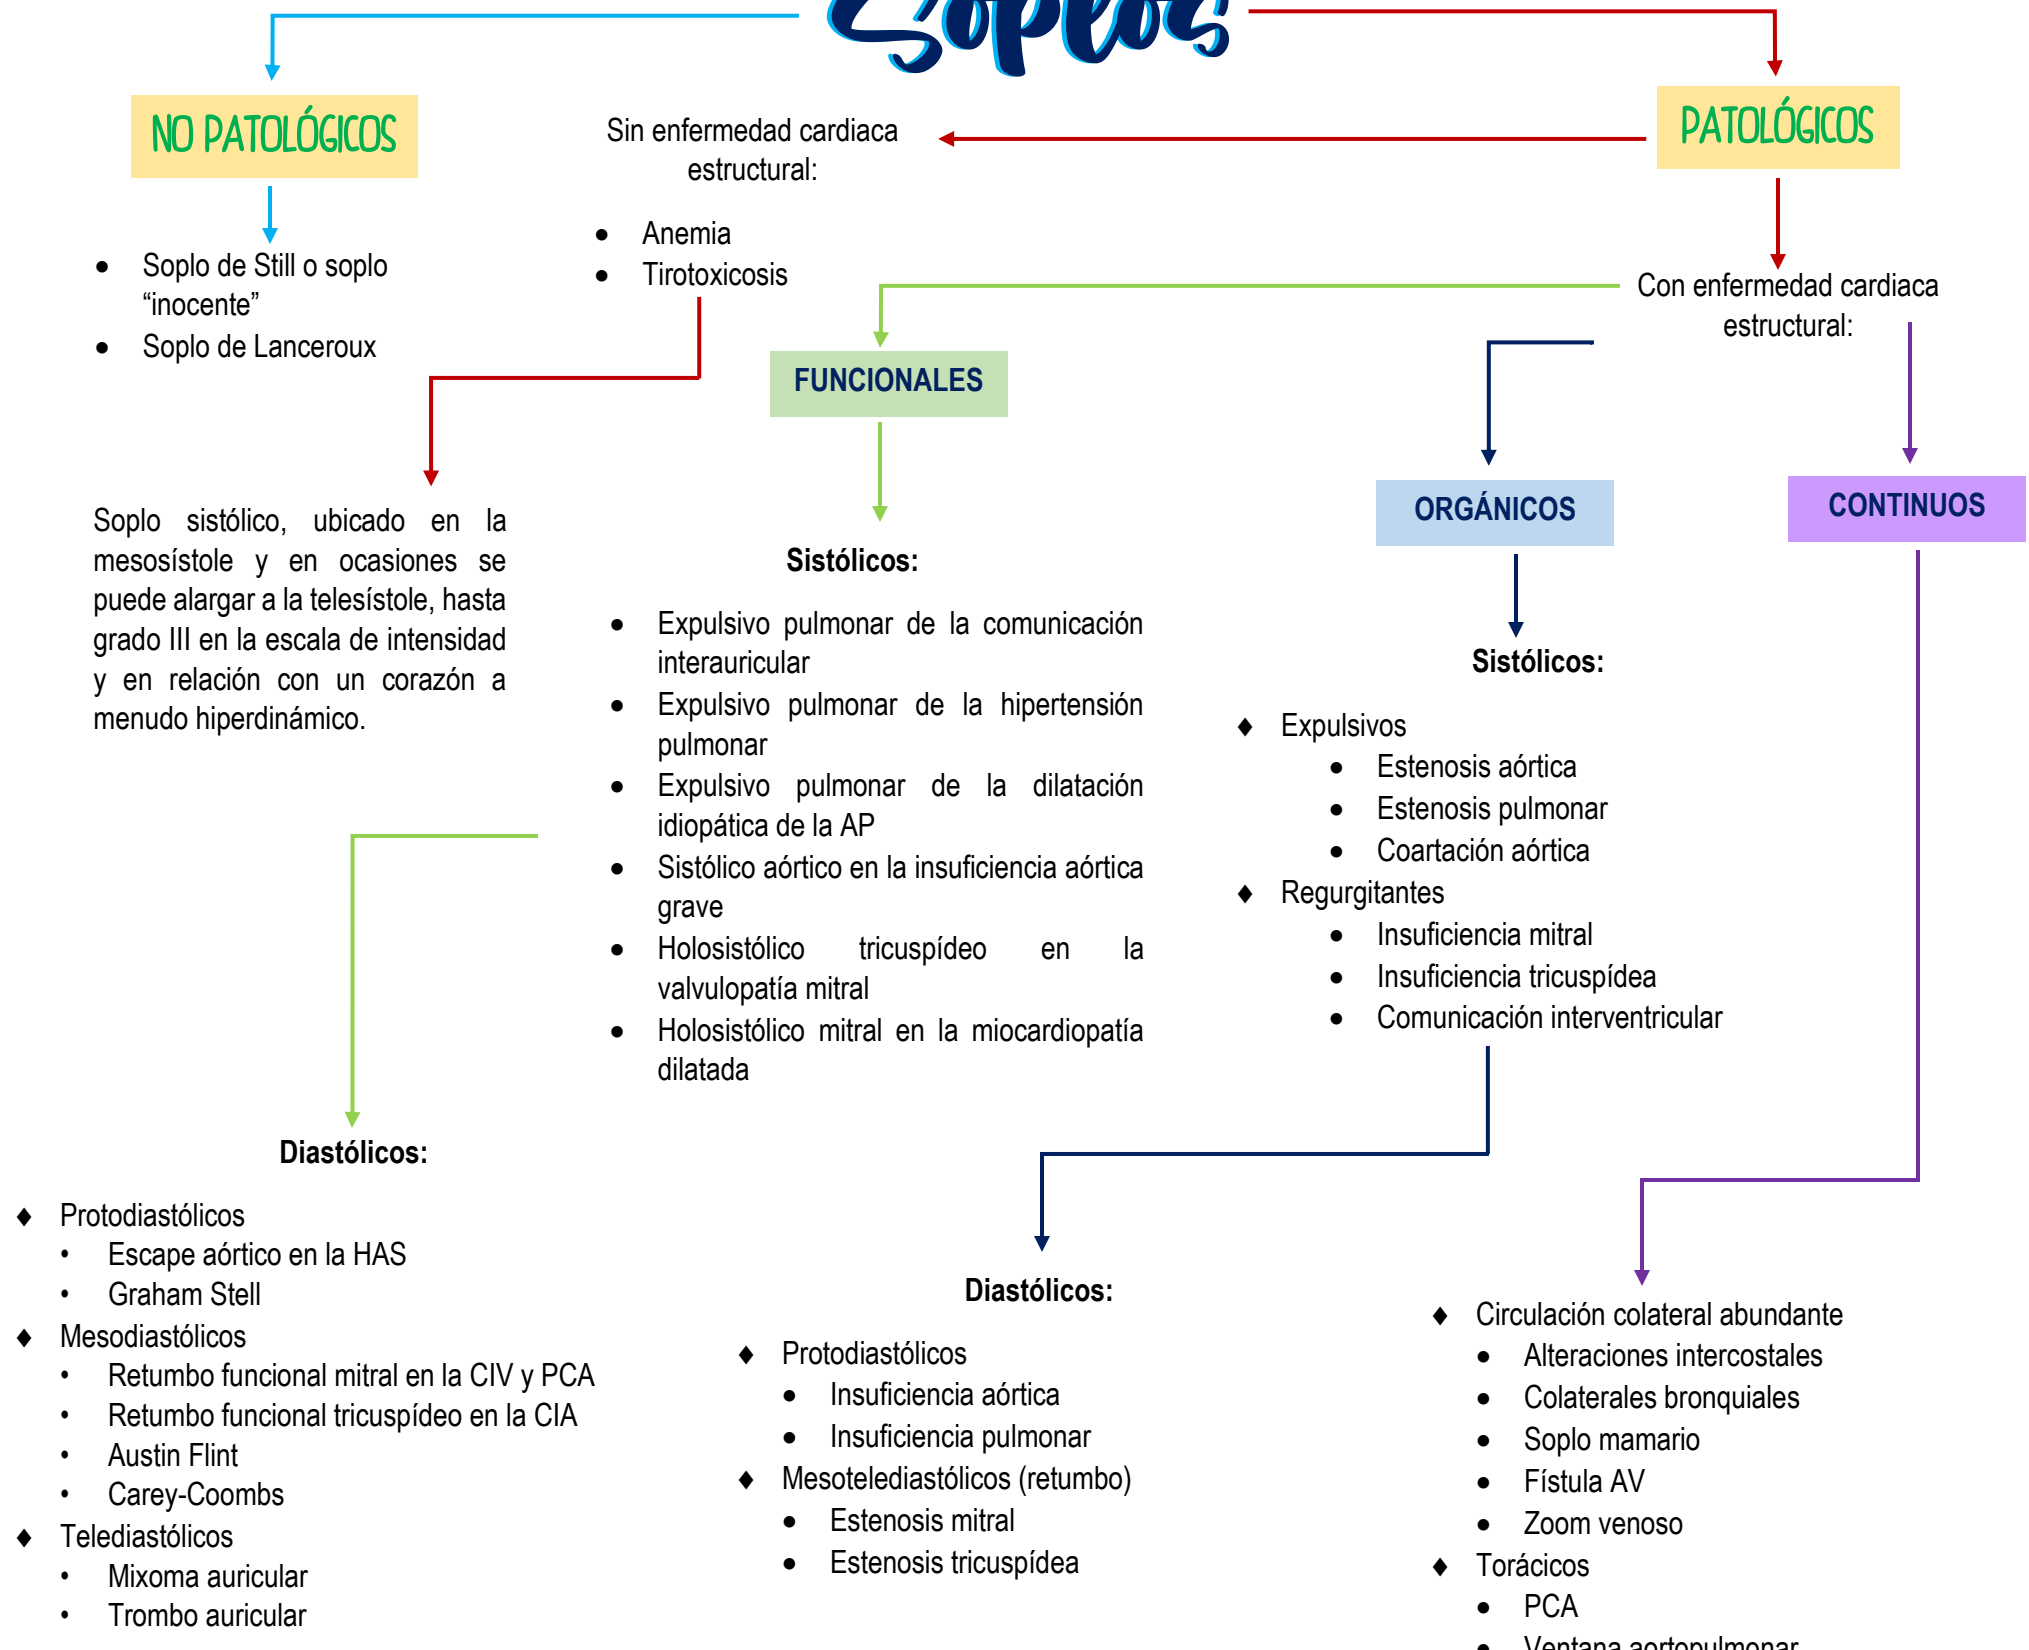 Soplos
NO PATOLÓGICOS
Soplo de Still o soplo
“inocente”
Soplo de Lanceroux
Sin enfermedad cardiaca
estructural:
Anemia
Tirotoxicosis
PATOLÓGICOS
Con enfermedad cardiaca
estructural:
Soplo sistólico, ubicado en la
mesosístole y en ocasiones se
puede alargar a la telesístole, hasta
grado III en la escala de intensidad
y en relación con un corazón a
menudo hiperdinámico.
FUNCIONALES
Sistólicos:
Expulsivo pulmonar de la comunicación
interauricular
Expulsivo pulmonar de la hipertensión
pulmonar
Expulsivo pulmonar de la dilatación
idiopática de la AP
Sistólico aórtico en la insuficiencia aórtica
grave
Holosistólico tricuspídeo en la
valvulopatía mitral
Holosistólico mitral en la miocardiopatía
dilatada
Diastólicos:
Protodiastólicos
Escape aórtico en la HAS
Graham Stell
Mesodiastólicos
Retumbo funcional mitral en la CIV y PCA
Retumbo funcional tricuspídeo en la CIA
Austin Flint
Carey-Coombs
Telediastólicos
Mixoma auricular
Trombo auricular
ORGÁNICOS
Sistólicos:
Expulsivos
Estenosis aórtica
Estenosis pulmonar
Coartación aórtica
Regurgitantes
Insuficiencia mitral
Insuficiencia tricuspídea
Comunicación interventricular
Diastólicos:
Protodiastólicos
Insuficiencia aórtica
Insuficiencia pulmonar
Mesotelediastólicos (retumbo)
Estenosis mitral
Estenosis tricuspídea
CONTINUOS
Circulación colateral abundante
Alteraciones intercostales
Colaterales bronquiales
Soplo mamario
Fístula AV
Zoom venoso
Torácicos
PCA
Ventana aortopulmonar